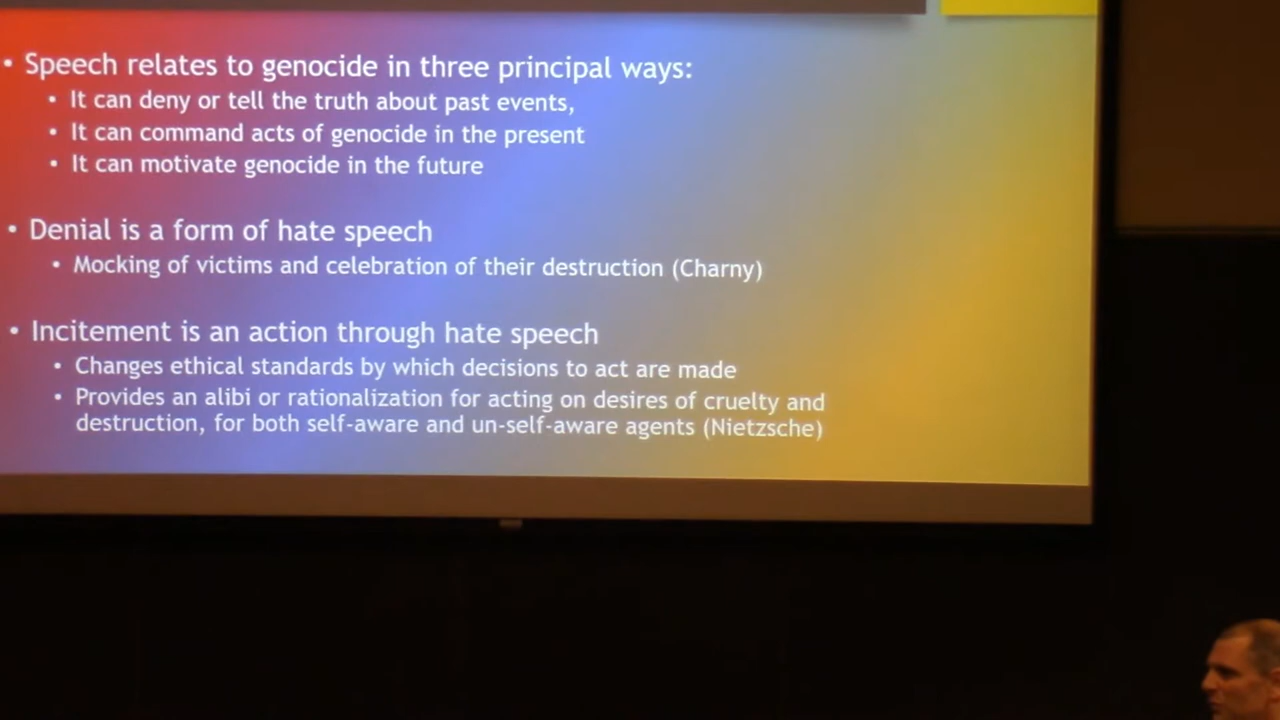 • Speech relates to genocide in three principal ways:
• It can deny or tell the truth about past events,
• It can command acts of genocide in the present
• It can motivate genocide in the future
• Denial is a form of hate speech
• Mocking of victims and celebration of their destruction (Charny)
• Incitement is an action through hate speech
• Changes ethical standards by which decisions to act are made
• Provides an alibi or rationalization for acting on desires of cruelty and
destruction, for both self-aware and un-self-aware agents (Nietzsche)